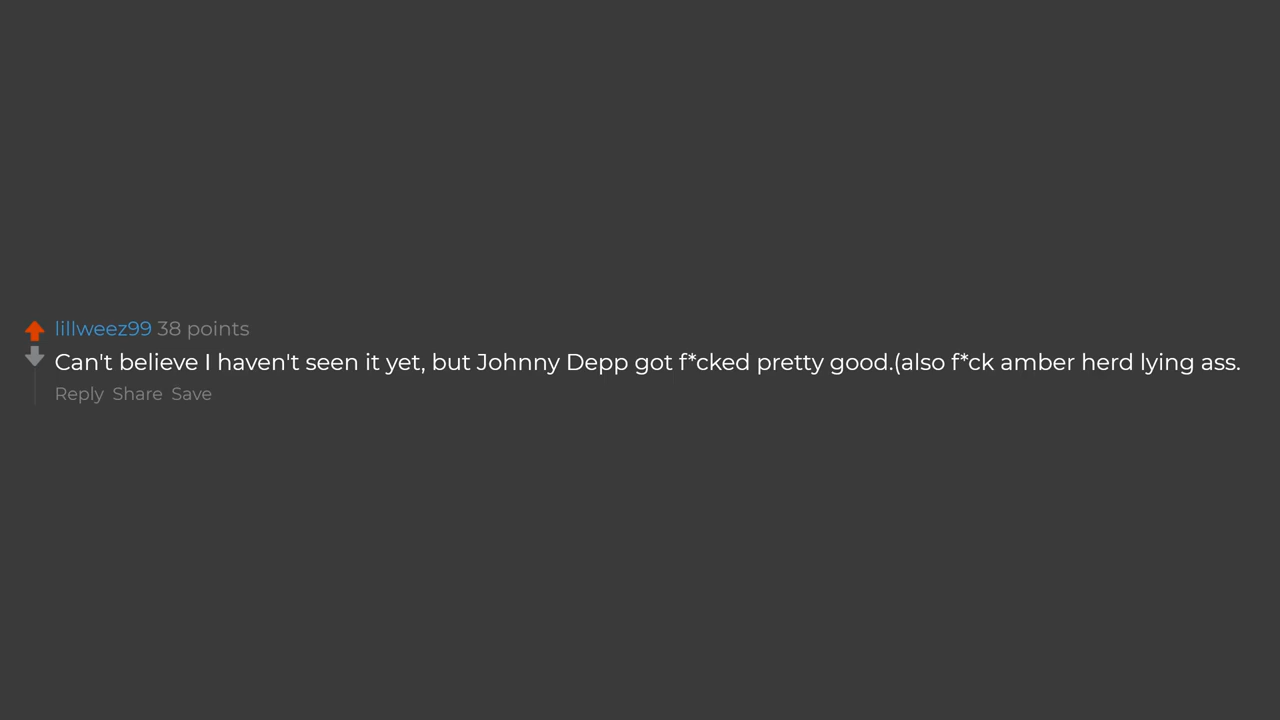 lillweez99 38 points
Can't believe I haven't seen it yet, but Johnny Depp got f*cked pretty good.(also f*ck amber herd lying ass.
Reply Share Save